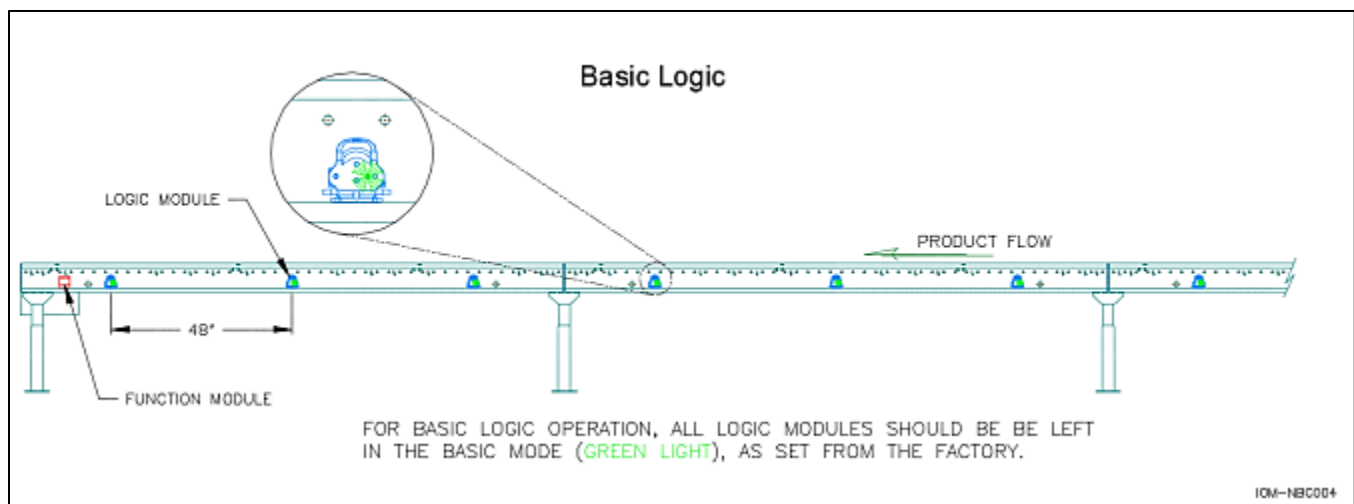 Basic Logic
LOGIC MODULE
PRODUCT FLOW
48"
FUNCTION MODULE
FOR BASIC LOGIC OPERATION, ALL LOGIC MODULES SHOULD BE BE LEFT
IN THE BASIC MODE (GREEN LIGHT), AS SET FROM THE FACTORY.
IOM-NBC004